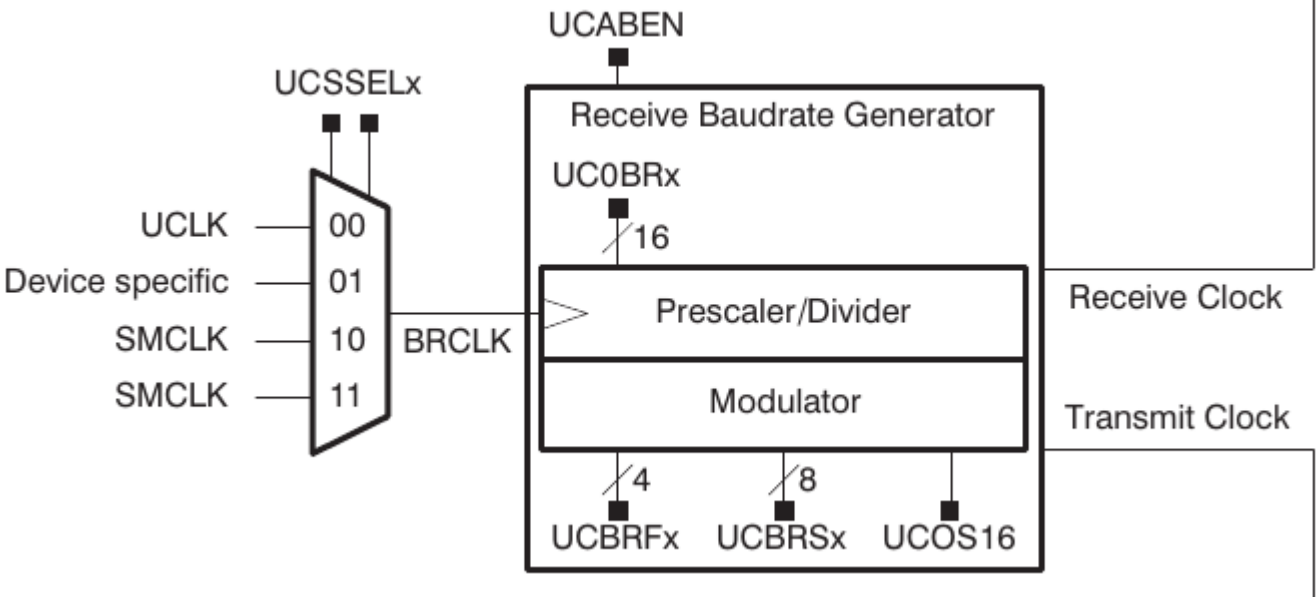 UCABEN
UCSSELx
Receive Baudrate Generator
UC0BRx
UCLK
00
16
Device specific
01
Prescaler/Divider
Receive Clock
SMCLK
10
BRCLK
SMCLK
11
Modulator
Transmit Clock
4
8
UCBRFx
UCBRSx
UCOS16